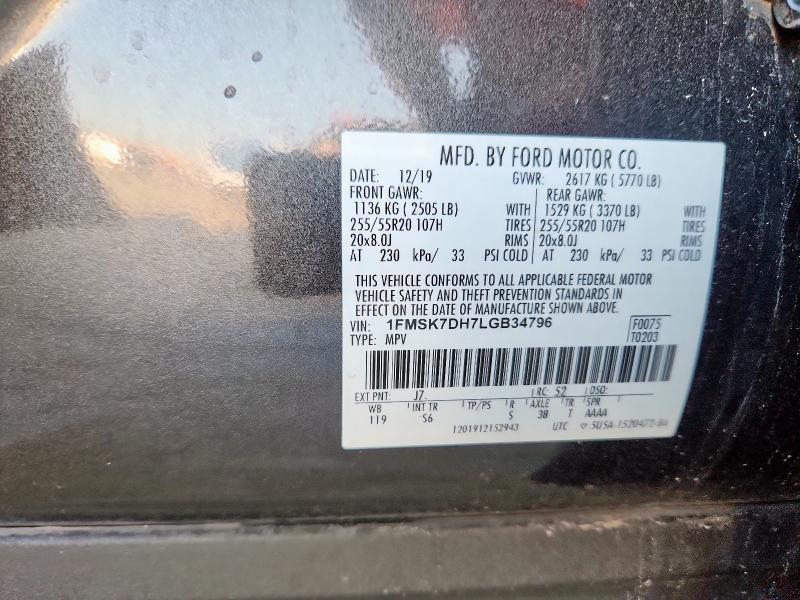 MFD. BY FORD MOTOR CO.
DATE: 12/19 GVWR: 2617 KG ( 5770 LB)
FRONT GAWR: REAR GAWR:
1136 KG ( 2505 LB) WITH 1529 KG ( 3370 LB) WITH
255/55R20 107H TIRES 255/55R20 107H TIRES
20x8.0J RIMS 20x8.0J RIMS
AT 230 kPa/ 33 PSI COLD AT 230 kPa/ 33 PSI COLD
THIS VEHICLE CONFORMS TO ALL APPLICABLE FEDERAL MOTOR
VEHICLE SAFETY AND THEFT PREVENTION STANDARDS IN
EFFECT ON THE DATE OF MANUFACTURE SHOWN ABOVE.
VIN: 1FMSK7DH7LGB34796 F0075
TYPE: MPV T0203
EXT PNT: J7 RC: 52 DSO:
WB INT TR TP/PS R AXLE TR SPR
119 S6 S 3B T AAAA
1201912152943 UTC ▽ 5U5A-1520472-BA